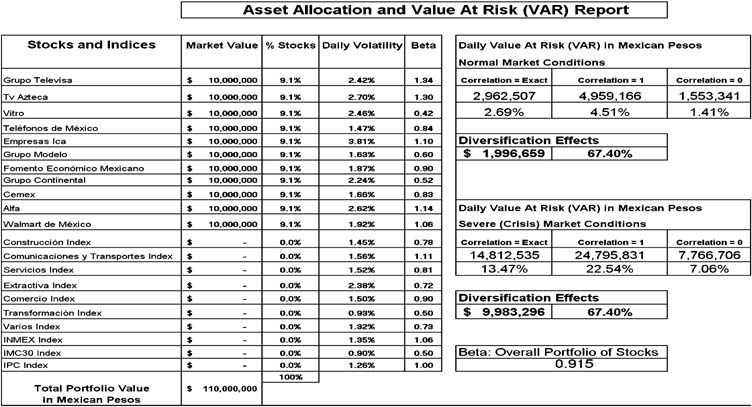 Asset Allocation and Value At Risk (VAR) Report
Stocks and Indices Market Value % Stocks Daily Volatility Beta
Grupo Televisa $ 10,000,000 9.1% 2.42% 1.34
Tv Azteca $ 10,000,000 9.1% 2.70% 1.30
Vitro $ 10,000,000 9.1% 2.46% 0.42
Teléfonos de México $ 10,000,000 9.1% 1.47% 0.84
Empresas Ica $ 10,000,000 9.1% 3.81% 1.10
Grupo Modelo $ 10,000,000 9.1% 1.63% 0.60
Fomento Económico Mexicano $ 10,000,000 9.1% 1.87% 0.90
Grupo Continental $ 10,000,000 9.1% 2.24% 0.52
Cemex $ 10,000,000 9.1% 1.66% 0.83
Alfa $ 10,000,000 9.1% 2.62% 1.14
Walmart de México $ 10,000,000 9.1% 1.92% 1.06
Construcción Index $ - 0.0% 1.45% 0.78
Comunicaciones y Transportes Index $ - 0.0% 1.56% 1.11
Servicios Index $ - 0.0% 1.52% 0.81
Extractiva Index $ - 0.0% 2.38% 0.72
Comercio Index $ - 0.0% 1.50% 0.90
Transformación Index $ - 0.0% 0.93% 0.50
Varios Index $ - 0.0% 1.32% 0.73
INMEX Index $ - 0.0% 1.35% 1.06
IMC30 Index $ - 0.0% 0.90% 0.50
IPC Index $ - 0.0% 1.26% 1.00
100%
Total Portfolio Value $ 110,000,000
in Mexican Pesos
Daily Value At Risk (VAR) in Mexican Pesos
Normal Market Conditions
Correlation = Exact Correlation = 1 Correlation = 0
2,962,507 4,959,166 1,553,341
2.69% 4.51% 1.41%
Diversification Effects
$ 1,996,659 67.40%
Daily Value At Risk (VAR) in Mexican Pesos
Severe (Crisis) Market Conditions
Correlation = Exact Correlation = 1 Correlation = 0
14,812,535 24,795,831 7,766,706
13.47% 22.54% 7.06%
Diversification Effects
$ 9,983,296 67.40%
Beta: Overall Portfolio of Stocks
0.915